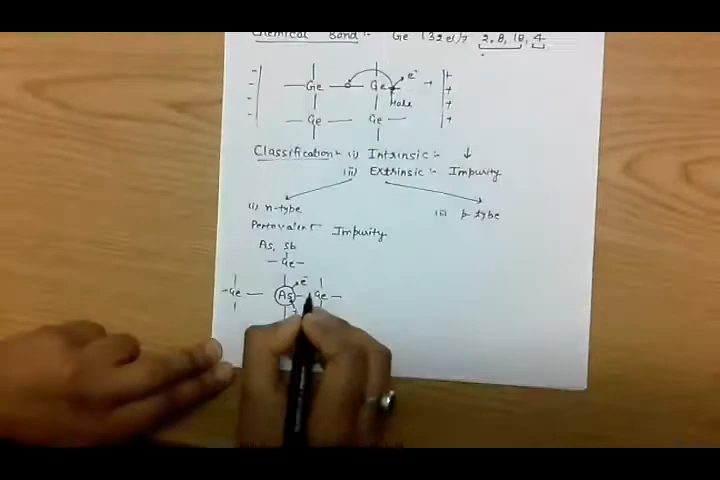 Chemical Band :- Ge (32 e⁻) 2, 8, 18, 4
Ge Ge e⁻ +
Hole
Ge Ge
Classification:- (i) Intrinsic :- ↓
(ii) Extrinsic :- Impurity
(i) n-type (ii) p-type
Pentavalent Impurity
As, Sb
-Ge-
e⁻
-Ge- As - Ge -